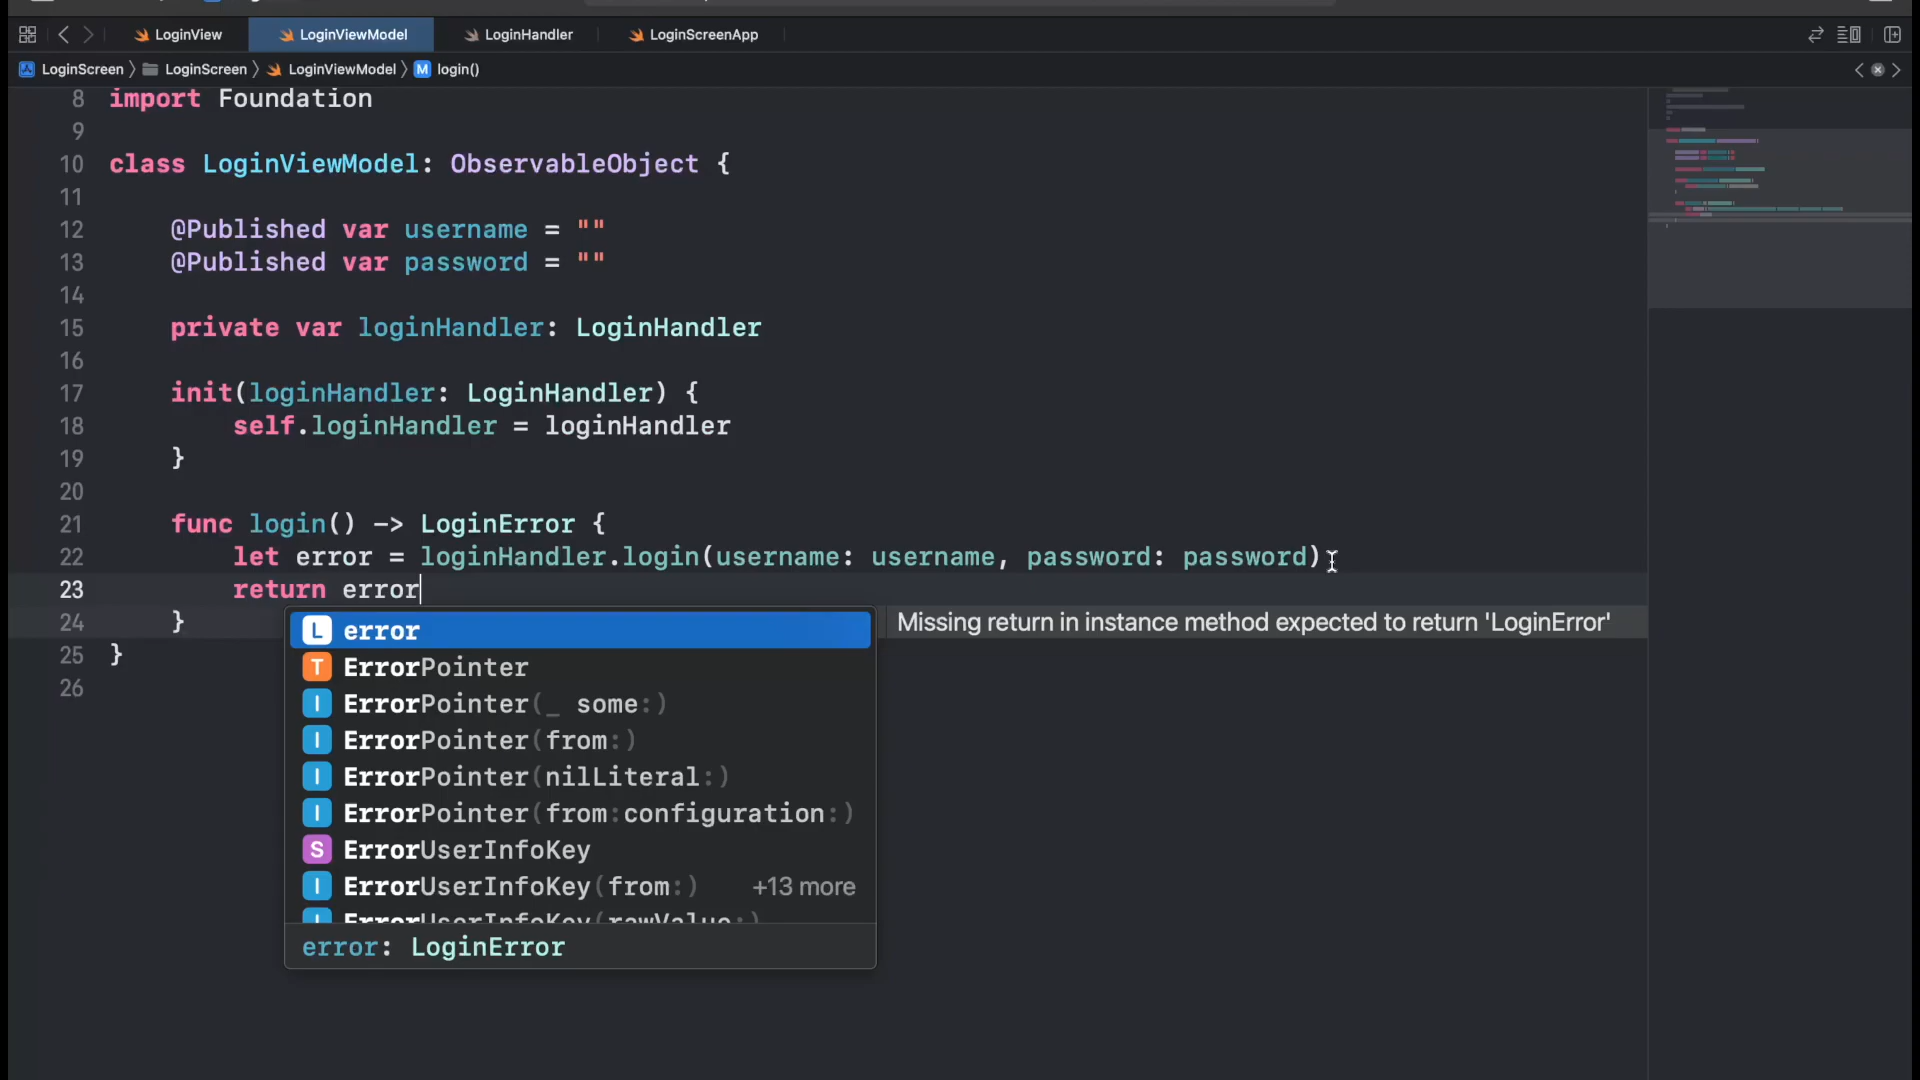 LoginView LoginViewModel LoginHandler LoginScreenApp
LoginScreen LoginScreen LoginViewModel M login()
8 import Foundation
9
10 class LoginViewModel: ObservableObject {
11
12 @Published var username = ""
13 @Published var password = ""
14
15 private var loginHandler: LoginHandler
16
17 init(loginHandler: LoginHandler) {
18 self.loginHandler = loginHandler
19 }
20
21 func login() -> LoginError {
22 let error = loginHandler.login(username: username, password: password)
23 return error
24 } Missing return in instance method expected to return 'LoginError'
25 }
26
L error
T ErrorPointer
I ErrorPointer(_ some:)
I ErrorPointer(from:)
I ErrorPointer(nilLiteral:)
I ErrorPointer(from:configuration:)
S ErrorUserInfoKey
I ErrorUserInfoKey(from:) +13 more
I ErrorUserInfoKey(rawValue:)
error: LoginError